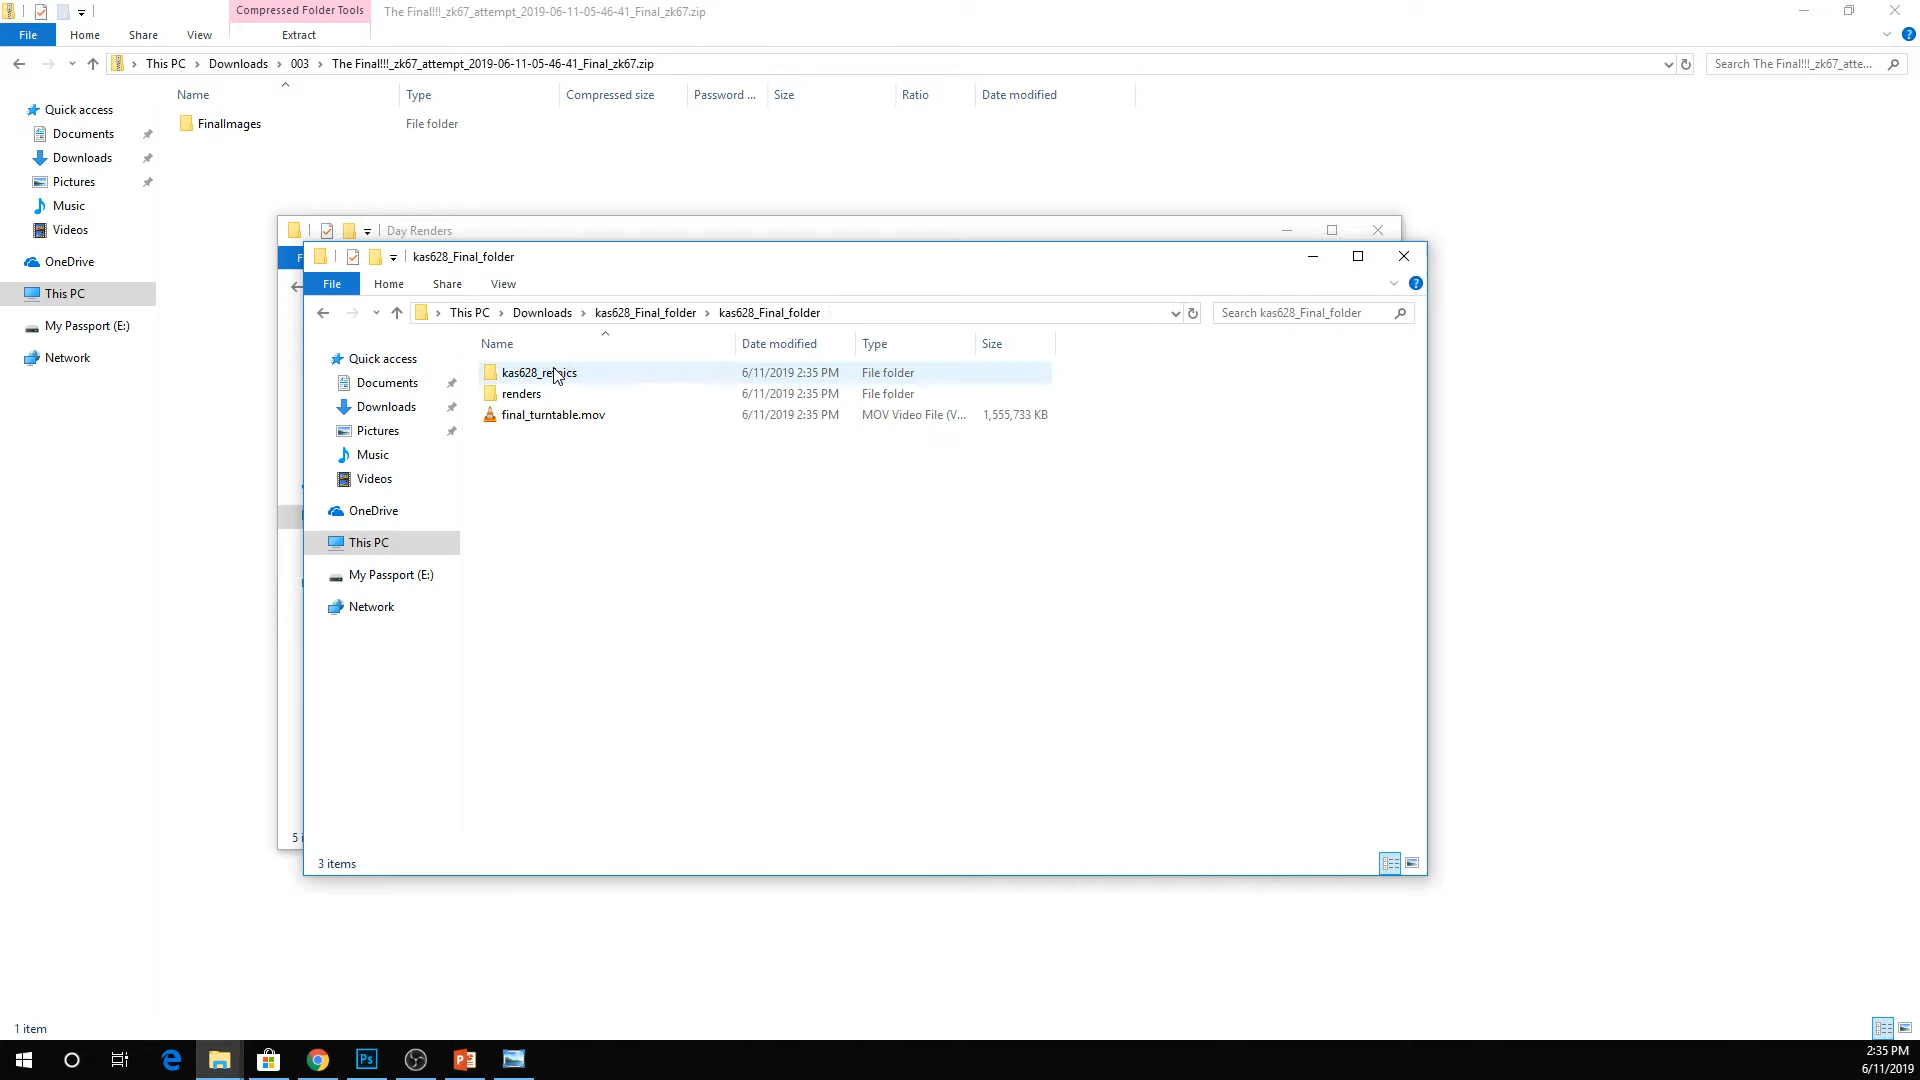 Compressed Folder Tools
The Final!!!_zk67_attempt_2019-06-11-05-46-41_Final_zk67.zip
File Home Share View Extract
This PC Downloads 003 The Final!!!_zk67_attempt_2019-06-11-05-46-41_Final_zk67.zip
Search The Final!!!_zk67_atte...
Name Type Compressed size Password ... Size Ratio Date modified
FinalImages File folder
Quick access
Documents
Downloads
Pictures
Music
Videos
OneDrive
This PC
My Passport (E:)
Network
1 item
Day Renders
kas628_Final_folder
File Home Share View
This PC Downloads kas628_Final_folder kas628_Final_folder
Search kas628_Final_folder
Name Date modified Type Size
6/11/2019 2:35 PM File folder
renders 6/11/2019 2:35 PM File folder
final_turntable.mov 6/11/2019 2:35 PM MOV Video File (V... 1,555,733 KB
Quick access
Documents
Downloads
Pictures
Music
Videos
OneDrive
This PC
My Passport (E:)
Network
3 items
Ps
2:35 PM
6/11/2019